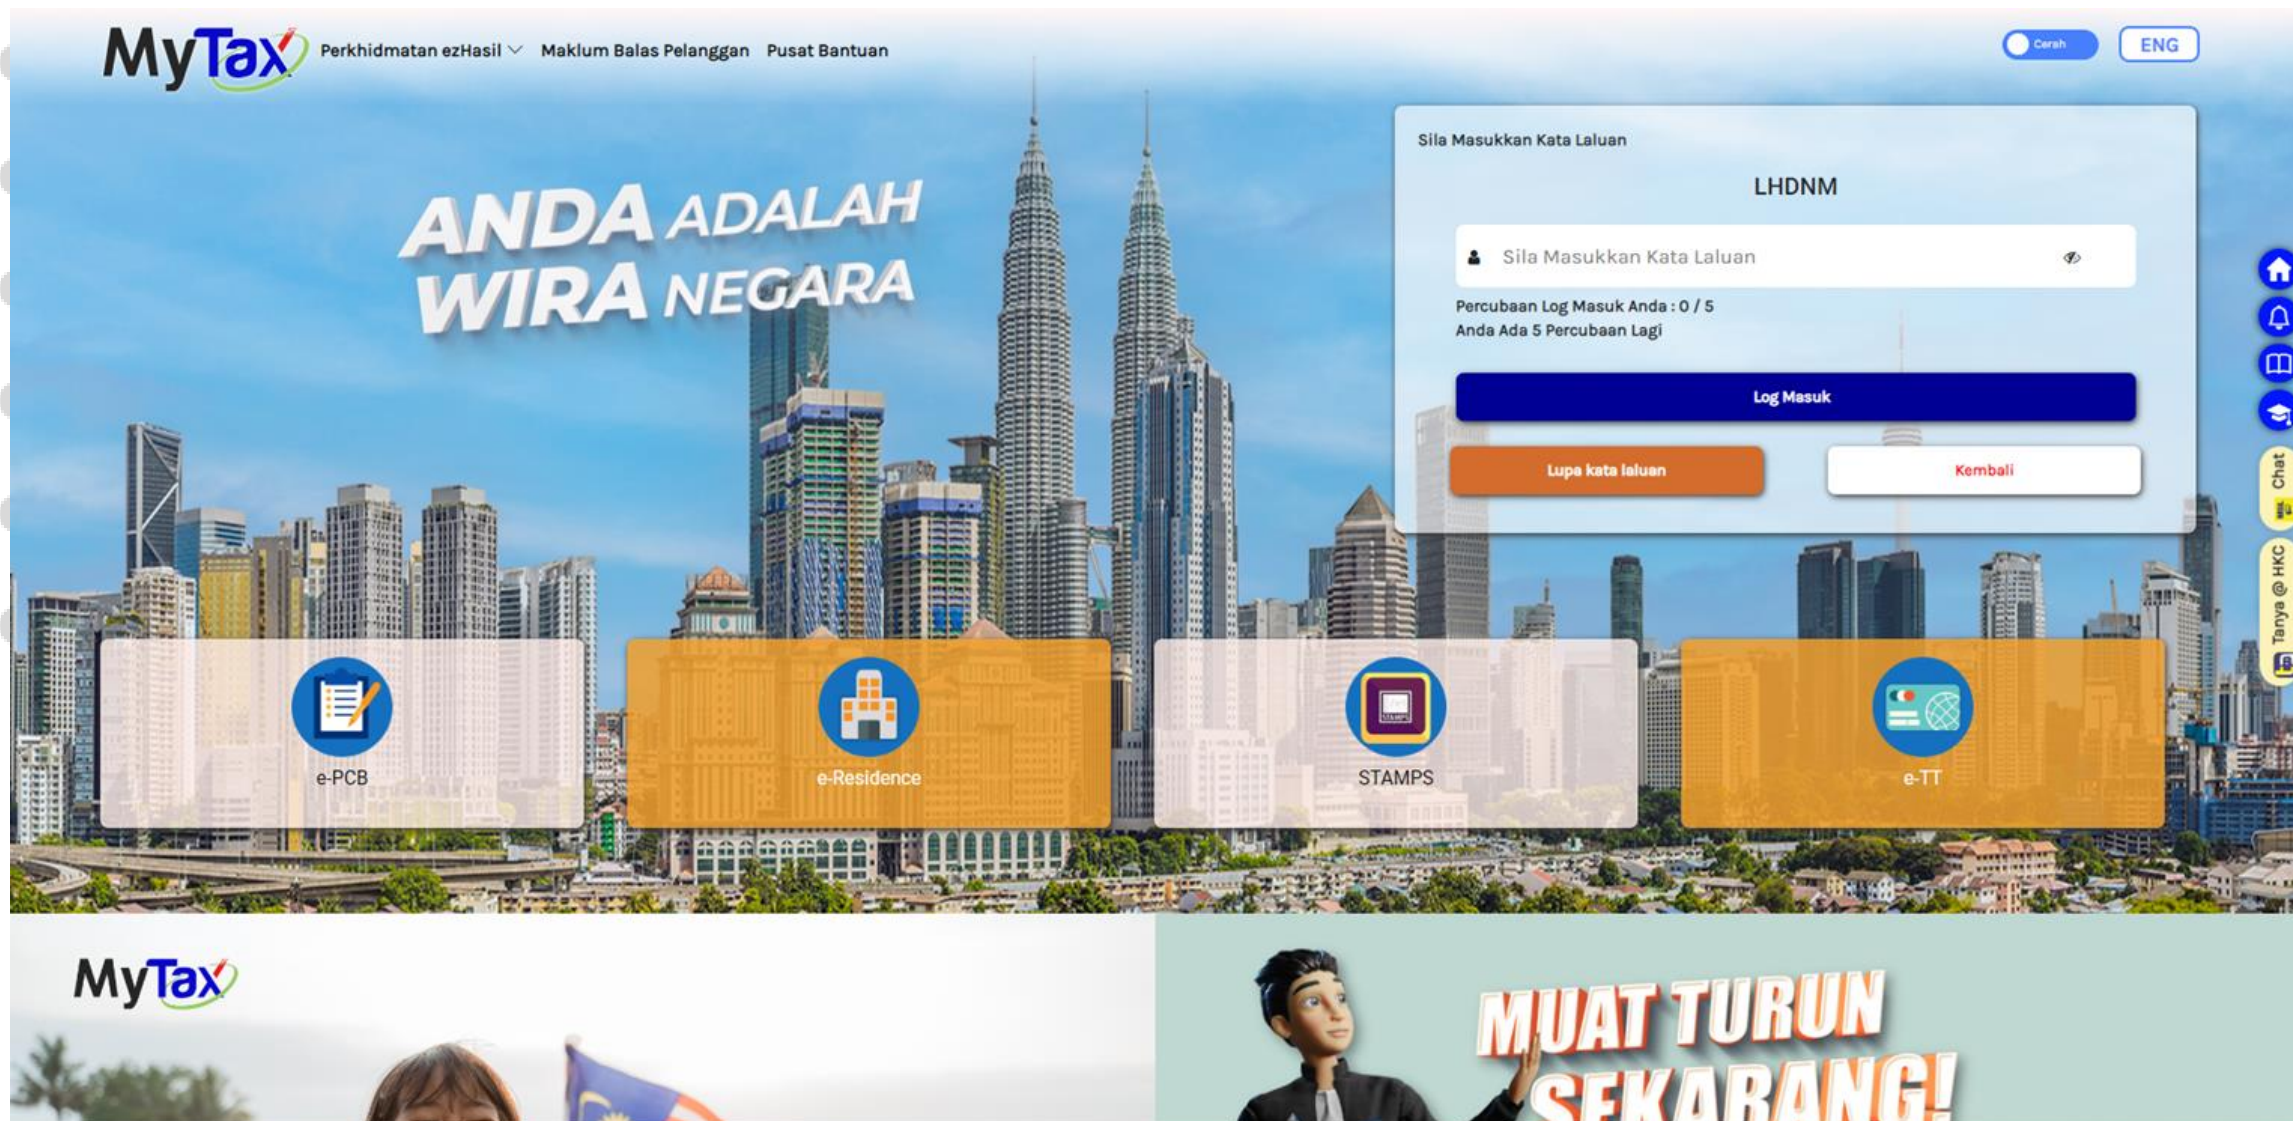 MyTax
Perkhidmatan ezHasil
Maklum Balas Pelanggan
Pusat Bantuan
Cerah
ENG
ANDA ADALAH
WIRA NEGARA
Sila Masukkan Kata Laluan
LHDNM
Sila Masukkan Kata Laluan
Percubaan Log Masuk Anda : 0 / 5
Anda Ada 5 Percubaan Lagi
Log Masuk
Lupa kata laluan
Kembali
Chat
Tanya @ HKC
e-PCB
e-Residence
STAMPS
STAMPS
e-TT
MyTax
MUAT TURUN
SEKARANG!